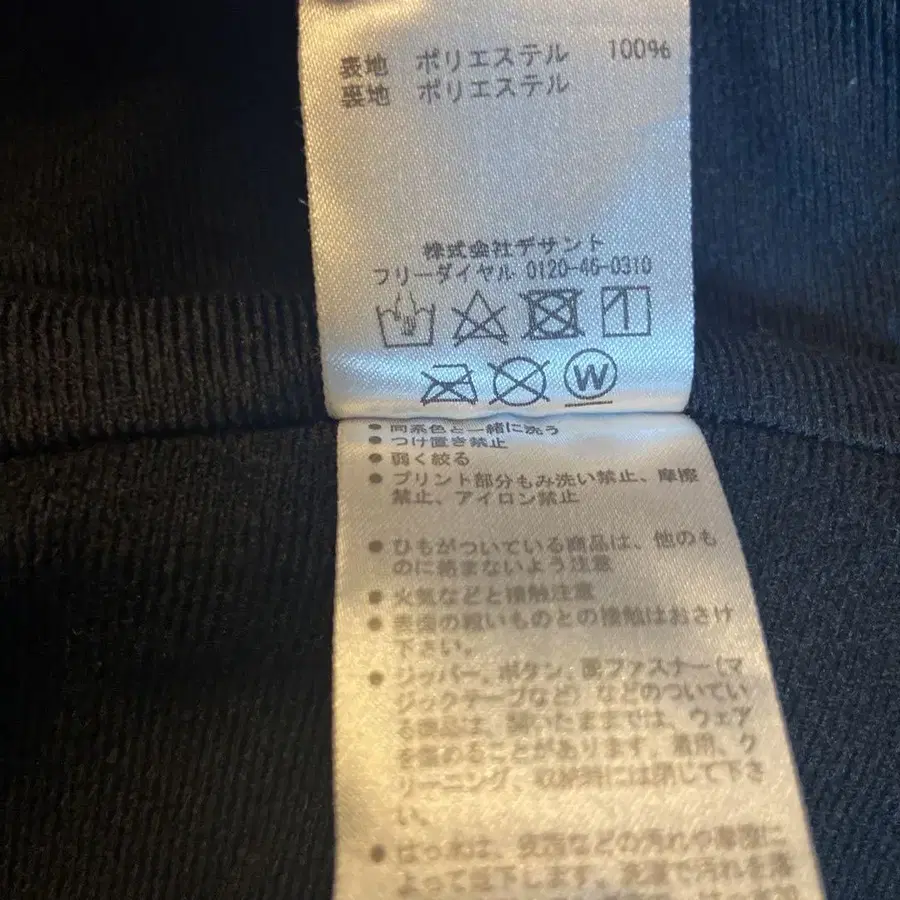 表地 ポリエステル 100%
裏地 ポリエステル
株式会社デサント
フリーダイヤル 0120-46-0310
W
● 同系色と一緒に洗う
● つけ置き禁止
● 弱く絞る
● プリント部分もみ洗い禁止、摩擦
禁止、アイロン禁止
● ひもがついている商品は、他のも
のに絡まないよう注意
● 火気などと接触注意
● 表面の粗いものとの接触はおさけ
下さい。
● ジッパー、ボタン、面ファスナー(マ
ジックテープなど)などのついてい
る商品は、開いたままでは、ウェア
を傷めることがあります。着用、ク
リーニング、収納時には閉じて下さ
い。
● はっ水は、皮脂などの汚れや摩擦に
よって低下します。洗濯で汚れを落